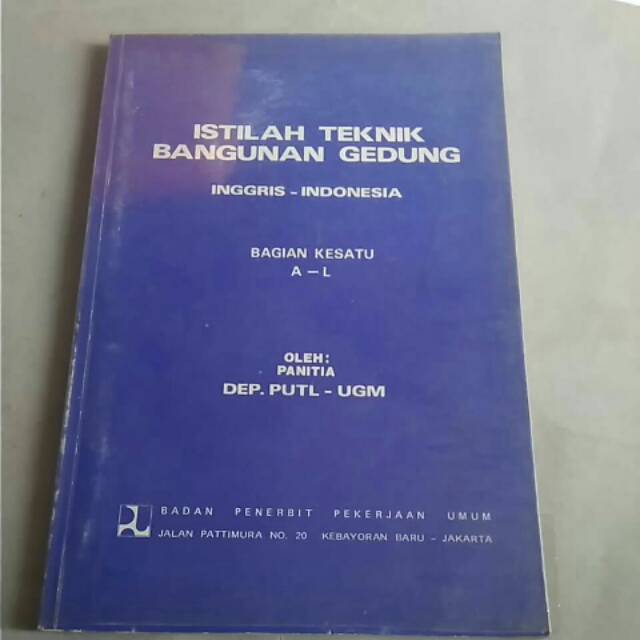 ISTILAH TEKNIK
BANGUNAN GEDUNG
INGGRIS - INDONESIA
BAGIAN KESATU
A - L
OLEH:
PANITIA
DEP. PUTL - UGM
BADAN PENERBIT PEKERJAAN UMUM
JALAN PATTIMURA NO. 20 KEBAYORAN BARU - JAKARTA